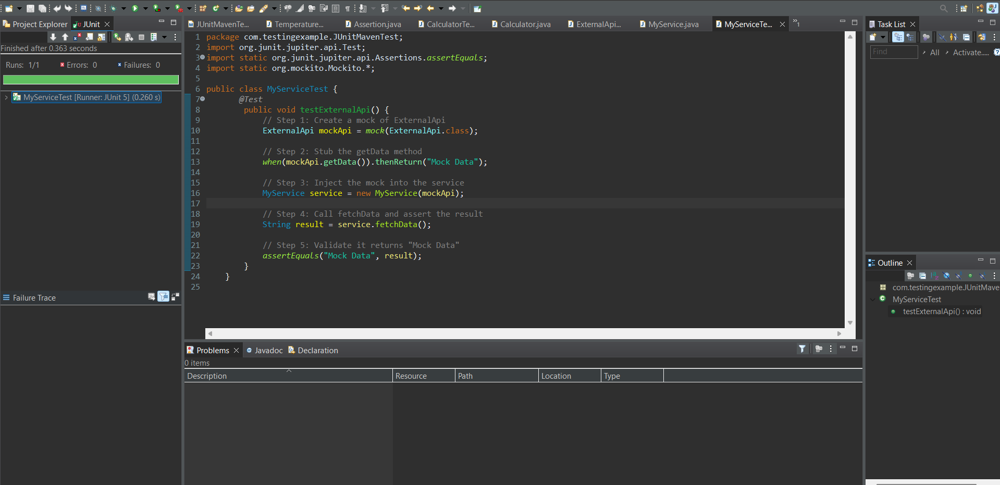 Project Explorer
JUnit
Finished after 0.363 seconds
Runs: 1/1
Errors: 0
Failures: 0
MyServiceTest [Runner: JUnit 5] (0.260 s)
Failure Trace
JUnitMavenTe...
Temperature...
Assertion.java
CalculatorTe...
Calculator.java
ExternalApi...
MyService.java
MyServiceTe...
1
1 package com.testingexample.JUnitMavenTest;
2 import org.junit.jupiter.api.Test;
3 import static org.junit.jupiter.api.Assertions.assertEquals;
4 import static org.mockito.Mockito.*;
5
6 public class MyServiceTest {
7 @Test
8 public void testExternalApi() {
9 // Step 1: Create a mock of ExternalApi
10 ExternalApi mockApi = mock(ExternalApi.class);
11
12 // Step 2: Stub the getData method
13 when(mockApi.getData()).thenReturn("Mock Data");
14
15 // Step 3: Inject the mock into the service
16 MyService service = new MyService(mockApi);
17
18 // Step 4: Call fetchData and assert the result
19 String result = service.fetchData();
20
21 // Step 5: Validate it returns "Mock Data"
22 assertEquals("Mock Data", result);
23 }
24 }
25
Problems
Javadoc
Declaration
0 items
Description
Resource
Path
Location
Type
Task List
Find
All
Activate.....
Outline
com.testingexample.JUnitMave
MyServiceTest
testExternalApi() : void